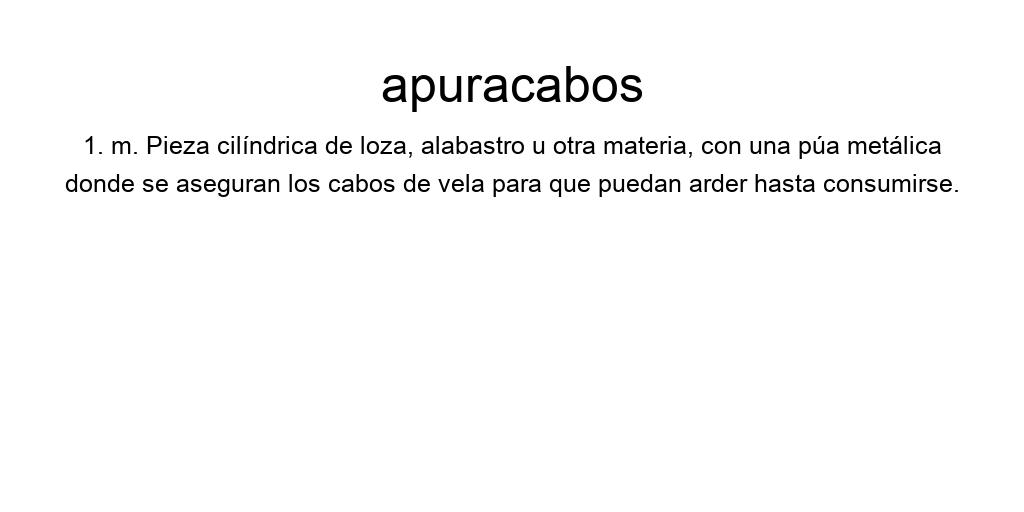 apuracabos
1. m. Pieza cilíndrica de loza, alabastro u otra materia, con una púa metálica
donde se aseguran los cabos de vela para que puedan arder hasta consumirse.